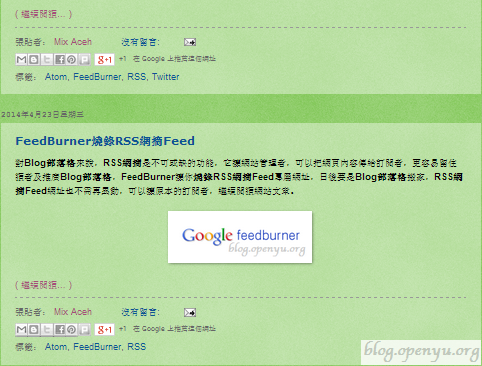 ( 繼續閱讀... )
張貼者： Mix Aceh 沒有留言:
g+1 +1 在 Google 上推薦這個網址
標籤： Atom, FeedBurner, RSS, Twitter
2014年4月23日星期三
FeedBurner燒錄RSS網摘Feed
對Blog部落格來說，RSS網摘是不可或缺的功能，它讓網站管理者，可以把網頁內容傳給訂閱者，更容易留住
讀者及推廣Blog部落格，FeedBurner讓你燒錄RSS網摘Feed專屬網址，日後要是Blog部落格搬家，RSS網
摘Feed網址也不需再異動，可以讓原本的訂閱者，繼續閱讀網站文章。
Google feedburner
blog.openyu.org
( 繼續閱讀... )
張貼者： Mix Aceh 沒有留言:
g+1 +1 在 Google 上推薦這個網址
標籤： Atom, FeedBurner, RSS
blog.openyu.org